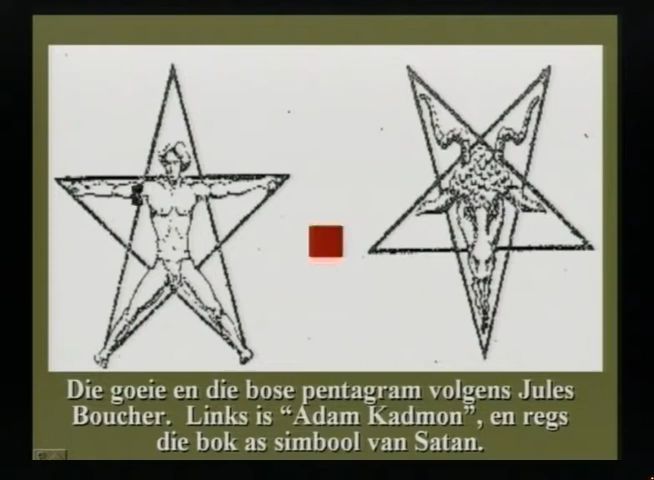 Die goeie en die bose pentagram volgens Jules
Boucher. Links is “Adam Kadmon”, en regs
die bok as simbool van Satan.